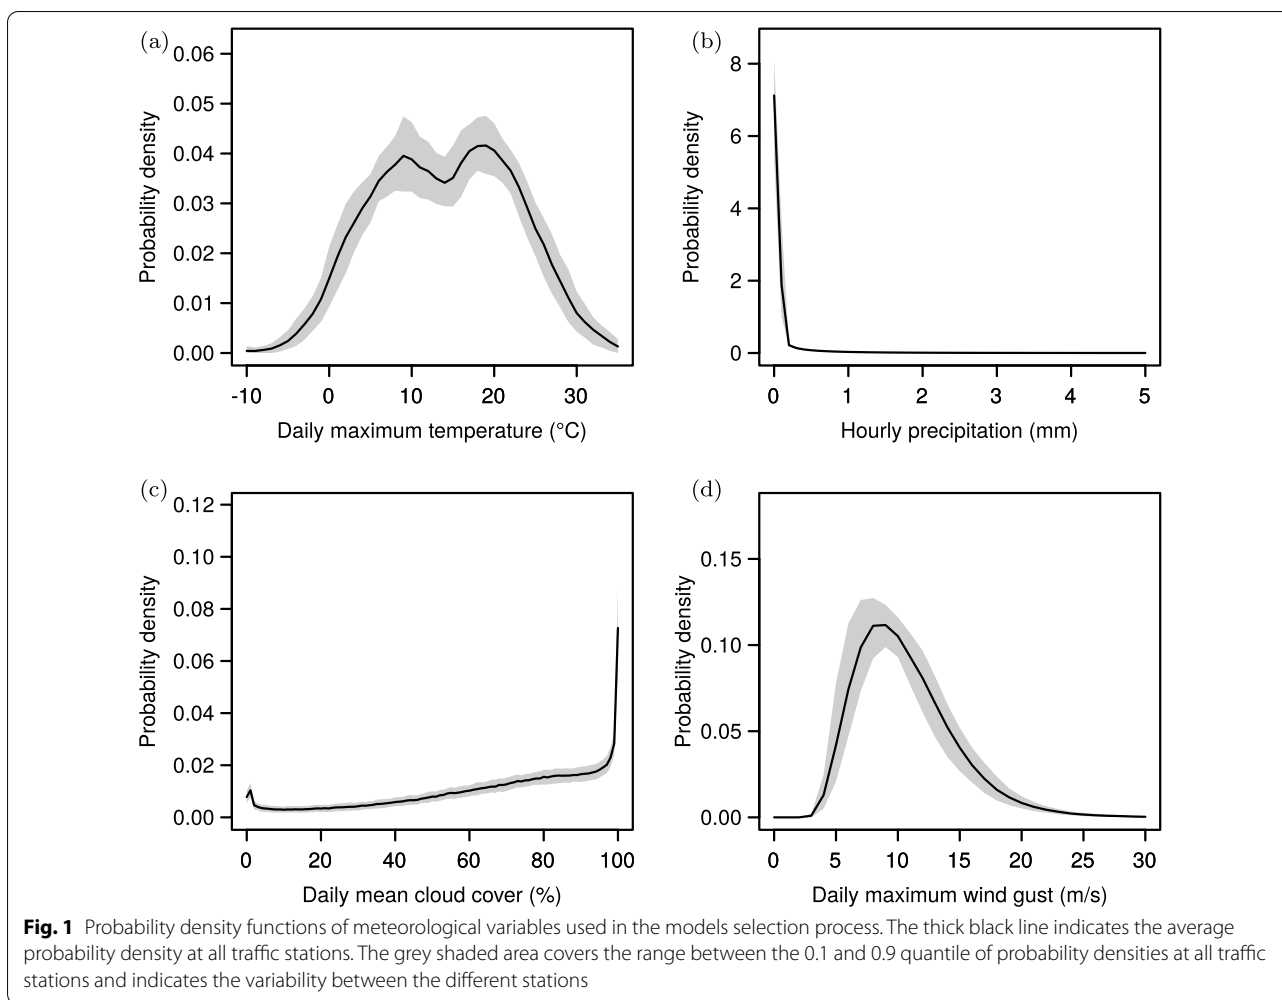 (a)
0.06
0.05
0.04
0.03
0.02
0.01
0.00
Probability density
-10 0 10 20 30
Daily maximum temperature (°C)
(b)
8
6
4
2
0
Probability density
0 1 2 3 4 5
Hourly precipitation (mm)
(c)
0.12
0.10
0.08
0.06
0.04
0.02
0.00
Probability density
0 20 40 60 80 100
Daily mean cloud cover (%)
(d)
0.15
0.10
0.05
0.00
Probability density
0 5 10 15 20 25 30
Daily maximum wind gust (m/s)
Fig. 1 Probability density functions of meteorological variables used in the models selection process. The thick black line indicates the average
probability density at all traffic stations. The grey shaded area covers the range between the 0.1 and 0.9 quantile of probability densities at all traffic
stations and indicates the variability between the different stations